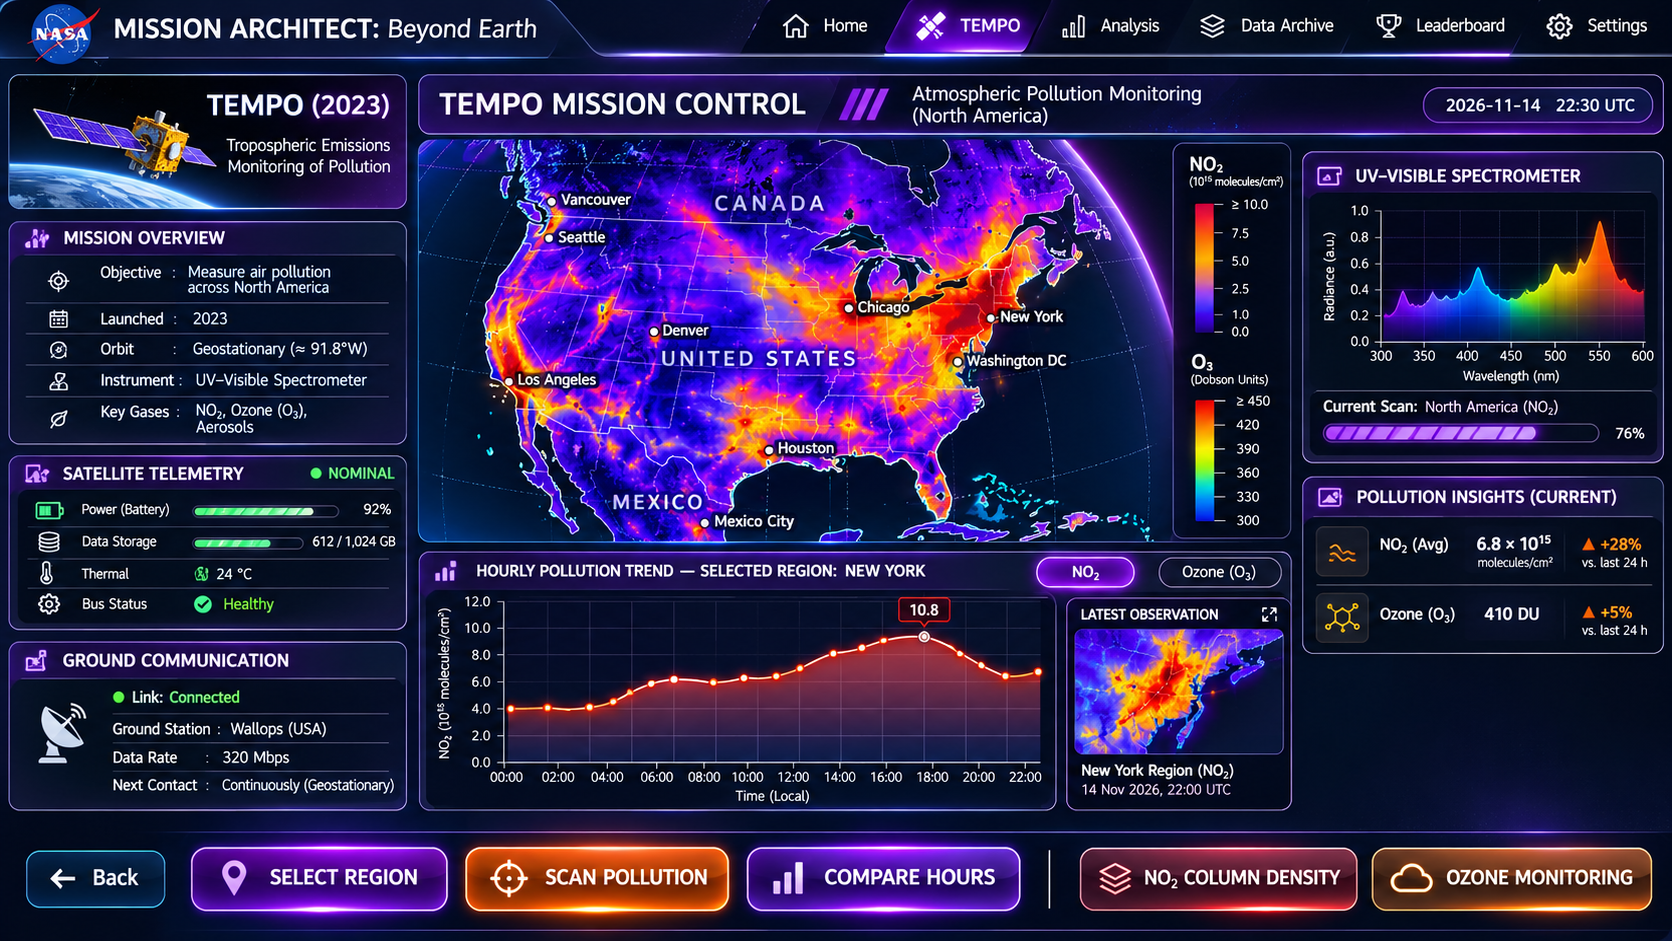 NASA
MISSION ARCHITECT: Beyond Earth
Home
TEMPO
Analysis
Data Archive
Leaderboard
Settings
TEMPO (2023)
Tropospheric Emissions
Monitoring of Pollution
MISSION OVERVIEW
Objective : Measure air pollution
across North America
Launched : 2023
Orbit : Geostationary (≈ 91.8°W)
Instrument : UV–Visible Spectrometer
Key Gases : NO₂, Ozone (O₃),
Aerosols
SATELLITE TELEMETRY
NOMINAL
Power (Battery) 92%
Data Storage 612 / 1,024 GB
Thermal 24 °C
Bus Status Healthy
GROUND COMMUNICATION
Link: Connected
Ground Station : Wallops (USA)
Data Rate : 320 Mbps
Next Contact : Continuously (Geostationary)
TEMPO MISSION CONTROL
Atmospheric Pollution Monitoring
(North America)
2026-11-14 22:30 UTC
Vancouver
CANADA
Seattle
Chicago
New York
Denver
UNITED STATES
Washington DC
Los Angeles
Houston
MEXICO
Mexico City
NO₂
(10¹⁵ molecules/cm²)
≥ 10.0
7.5
5.0
2.5
1.0
0.0
O₃
(Dobson Units)
≥ 450
420
390
360
330
300
UV–VISIBLE SPECTROMETER
Radiance (a.u.)
1.0
0.8
0.6
0.4
0.2
0.0
300 350 400 450 500 550 600
Wavelength (nm)
Current Scan: North America (NO₂)
76%
POLLUTION INSIGHTS (CURRENT)
NO₂ (Avg) 6.8 × 10¹⁵ ▲ +28%
molecules/cm² vs. last 24 h
Ozone (O₃) 410 DU ▲ +5%
vs. last 24 h
HOURLY POLLUTION TREND — SELECTED REGION: NEW YORK
NO₂
Ozone (O₃)
NO₂ (10¹⁵ molecules/cm²)
12.0
10.0
8.0
6.0
4.0
2.0
0.0
10.8
00:00 02:00 04:00 06:00 08:00 10:00 12:00 14:00 16:00 18:00 20:00 22:00
Time (Local)
LATEST OBSERVATION
New York Region (NO₂)
14 Nov 2026, 22:00 UTC
Back
SELECT REGION
SCAN POLLUTION
COMPARE HOURS
NO₂ COLUMN DENSITY
OZONE MONITORING